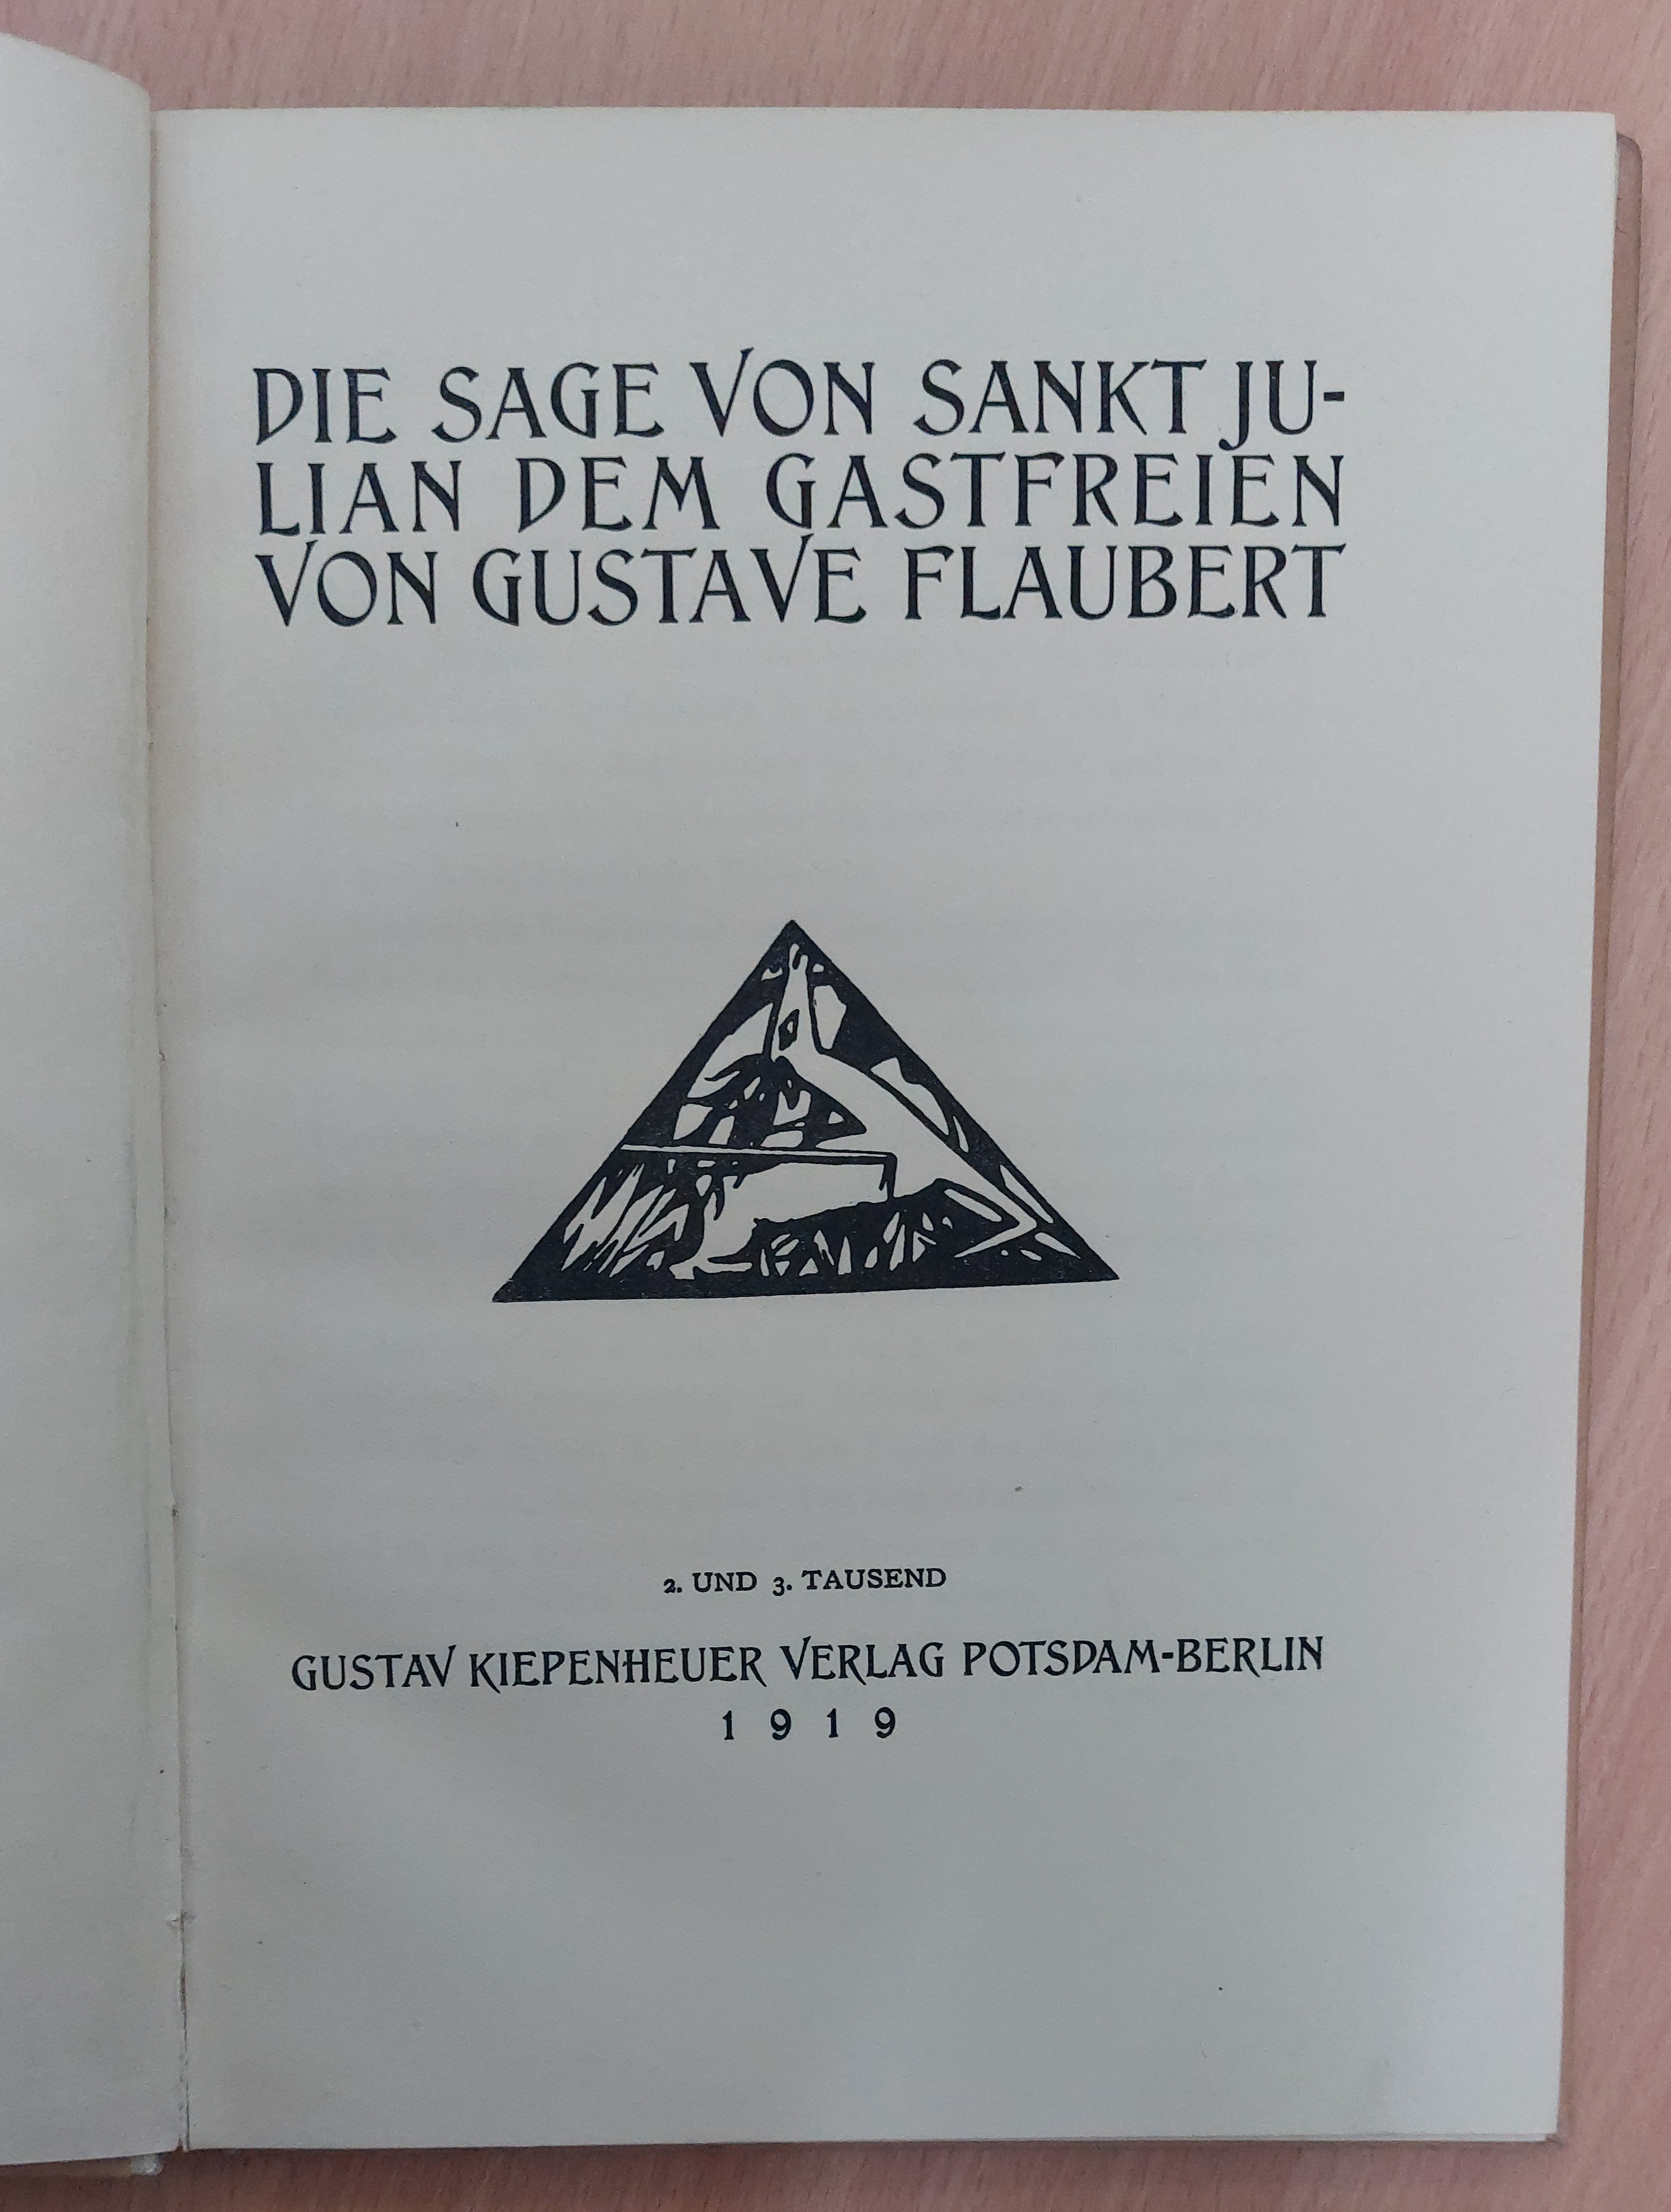 DIE SAGE VON SANKT JU-
LIAN DEM GASTFREIEN
VON GUSTAVE FLAUBERT
2. UND 3. TAUSEND
GUSTAV KIEPENHEUER VERLAG POTSDAM-BERLIN
1919